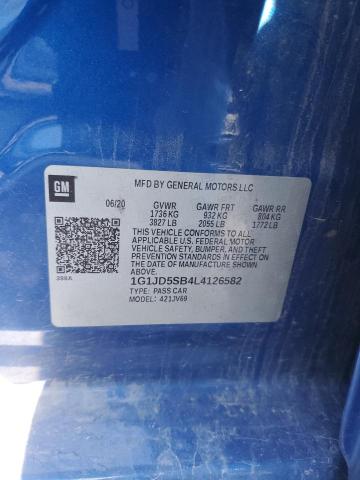 GM
MFD BY GENERAL MOTORS LLC
06/20 GVWR GAWR FRT GAWR RR
1736 KG 932 KG 804 KG
3827 LB 2055 LB 1772 LB
THIS VEHICLE CONFORMS TO ALL
APPLICABLE U.S. FEDERAL MOTOR
VEHICLE SAFETY, BUMPER, AND THEFT
PREVENTION STANDARDS IN EFFECT
ON THE DATE OF MANUFACTURE
SHOWN ABOVE.
398A
1G1JD5SB4L4126582
TYPE: PASS CAR
421JV69